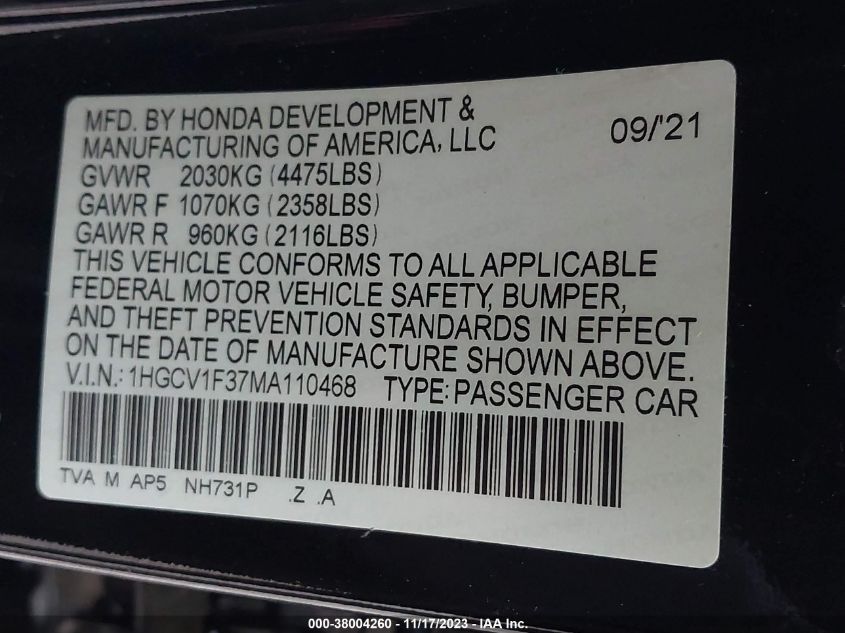 MFD. BY HONDA DEVELOPMENT &
MANUFACTURING OF AMERICA, LLC
09/'21
GVWR 2030KG (4475LBS)
GAWR F 1070KG (2358LBS)
GAWR R 960KG (2116LBS)
THIS VEHICLE CONFORMS TO ALL APPLICABLE
FEDERAL MOTOR VEHICLE SAFETY, BUMPER,
AND THEFT PREVENTION STANDARDS IN EFFECT
ON THE DATE OF MANUFACTURE SHOWN ABOVE.
V.I.N.: 1HGCV1F37MA110468 TYPE: PASSENGER CAR
TVA M AP5 NH731P .Z .A
000-38004260 - 11/17/2023 - IAA Inc.